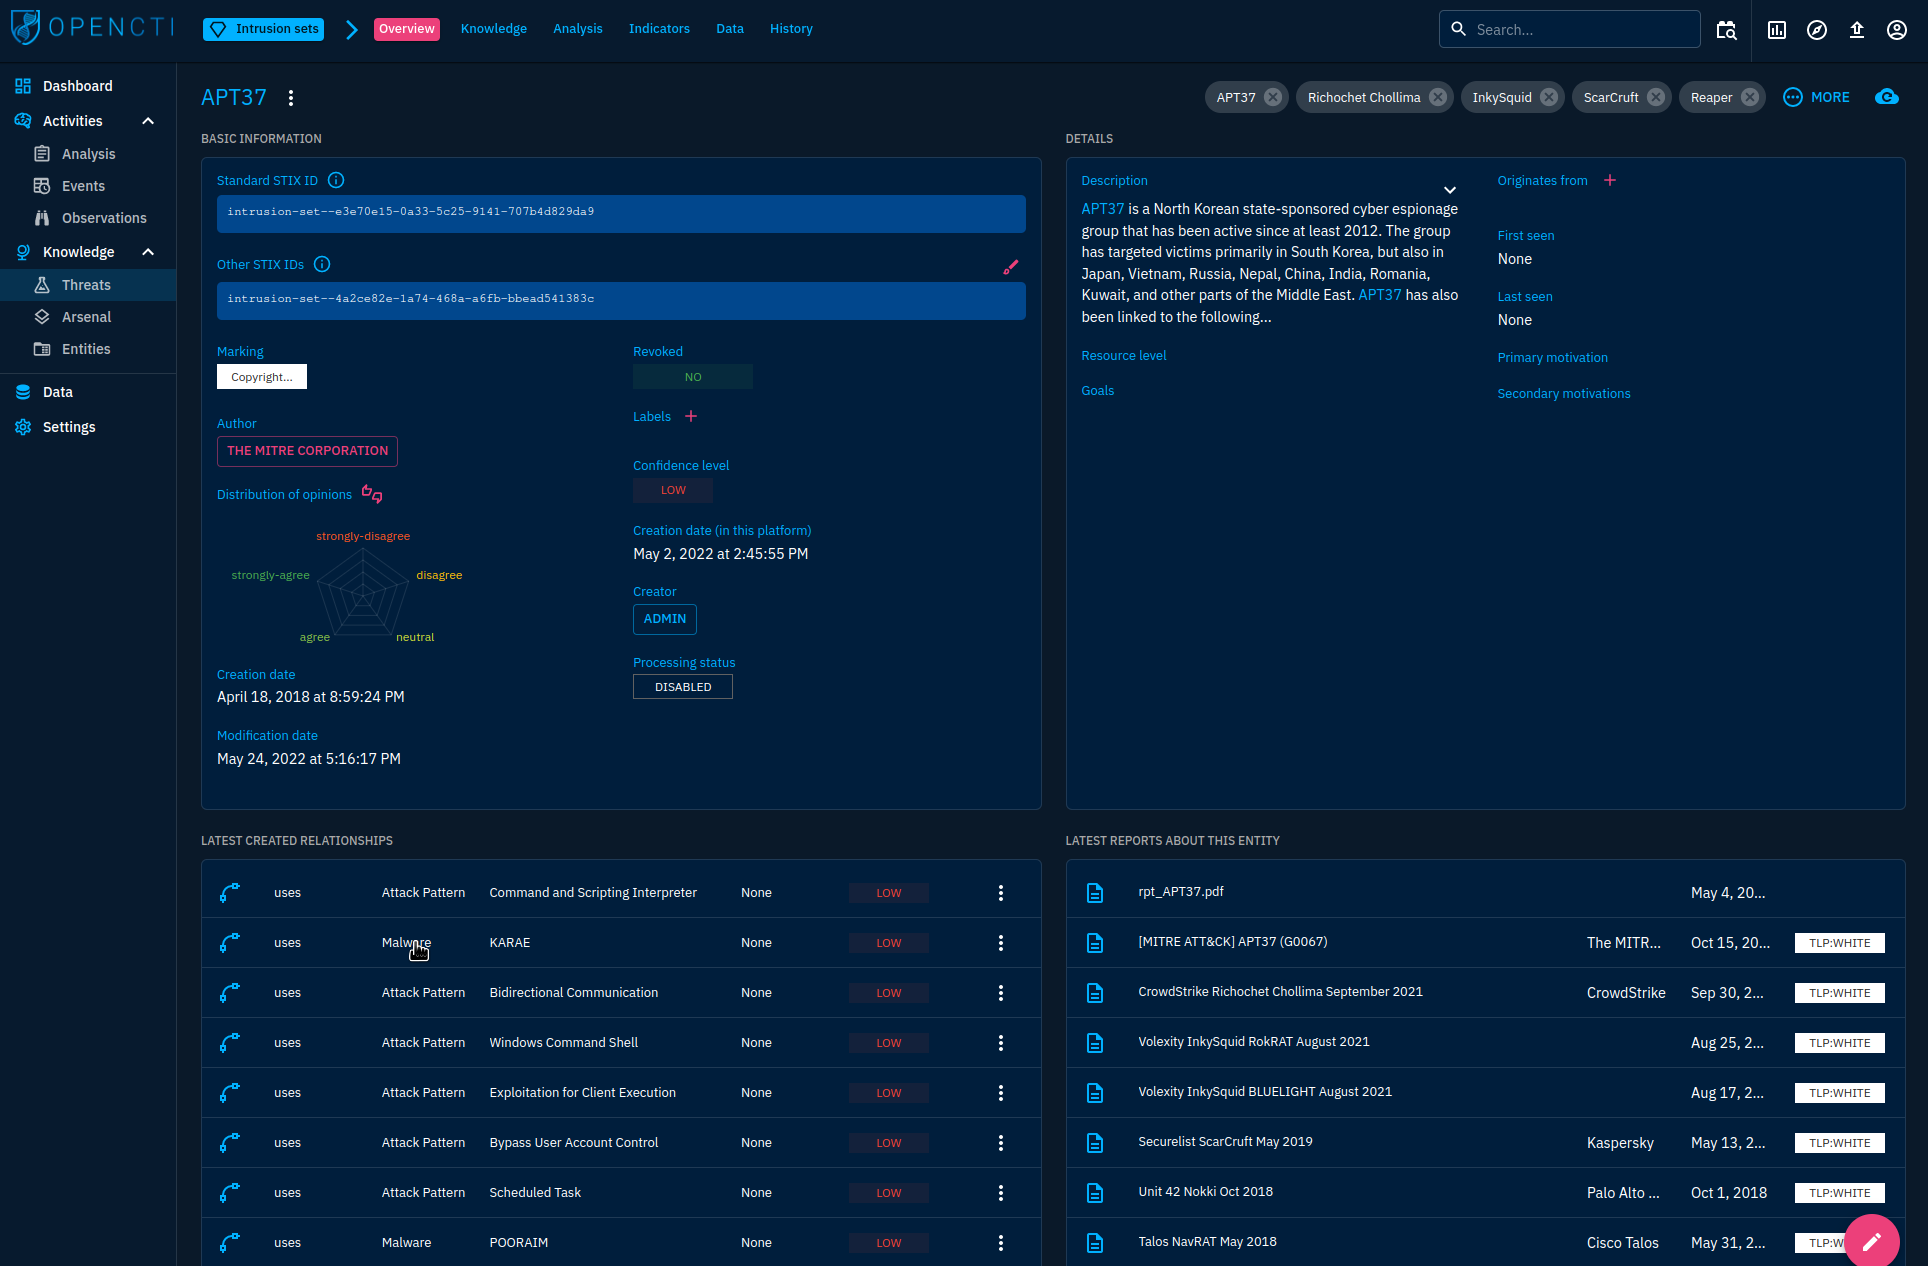 OPENCTI
Intrusion sets
Overview
Knowledge
Analysis
Indicators
Data
History
Search...
Dashboard
Activities
Analysis
Events
Observations
Knowledge
Threats
Arsenal
Entities
Data
Settings
APT37
APT37
Richochet Chollima
InkySquid
ScarCruft
Reaper
MORE
BASIC INFORMATION
Standard STIX ID
intrusion-set--e3e70e15-0a33-5c25-9141-707b4d829da9
Other STIX IDs
intrusion-set--4a2ce82e-1a74-468a-a6fb-bbead541383c
Marking
Copyright...
Author
THE MITRE CORPORATION
Distribution of opinions
strongly-disagree
strongly-agree
disagree
agree
neutral
Creation date
April 18, 2018 at 8:59:24 PM
Modification date
May 24, 2022 at 5:16:17 PM
Revoked
NO
Labels
Confidence level
LOW
Creation date (in this platform)
May 2, 2022 at 2:45:55 PM
Creator
ADMIN
Processing status
DISABLED
DETAILS
Description
APT37 is a North Korean state-sponsored cyber espionage
group that has been active since at least 2012. The group
has targeted victims primarily in South Korea, but also in
Japan, Vietnam, Russia, Nepal, China, India, Romania,
Kuwait, and other parts of the Middle East. APT37 has also
been linked to the following...
Resource level
Goals
Originates from
First seen
None
Last seen
None
Primary motivation
Secondary motivations
LATEST CREATED RELATIONSHIPS
uses Attack Pattern Command and Scripting Interpreter None LOW
uses Malware KARAE None LOW
uses Attack Pattern Bidirectional Communication None LOW
uses Attack Pattern Windows Command Shell None LOW
uses Attack Pattern Exploitation for Client Execution None LOW
uses Attack Pattern Bypass User Account Control None LOW
uses Attack Pattern Scheduled Task None LOW
uses Malware POORAIM None LOW
LATEST REPORTS ABOUT THIS ENTITY
rpt_APT37.pdf May 4, 20...
[MITRE ATT&CK] APT37 (G0067) The MITR... Oct 15, 20... TLP:WHITE
CrowdStrike Richochet Chollima September 2021 CrowdStrike Sep 30, 2... TLP:WHITE
Volexity InkySquid RokRAT August 2021 Aug 25, 2... TLP:WHITE
Volexity InkySquid BLUELIGHT August 2021 Aug 17, 2... TLP:WHITE
Securelist ScarCruft May 2019 Kaspersky May 13, 2... TLP:WHITE
Unit 42 Nokki Oct 2018 Palo Alto ... Oct 1, 2018 TLP:WHITE
Talos NavRAT May 2018 Cisco Talos May 31, 2... TLP:W